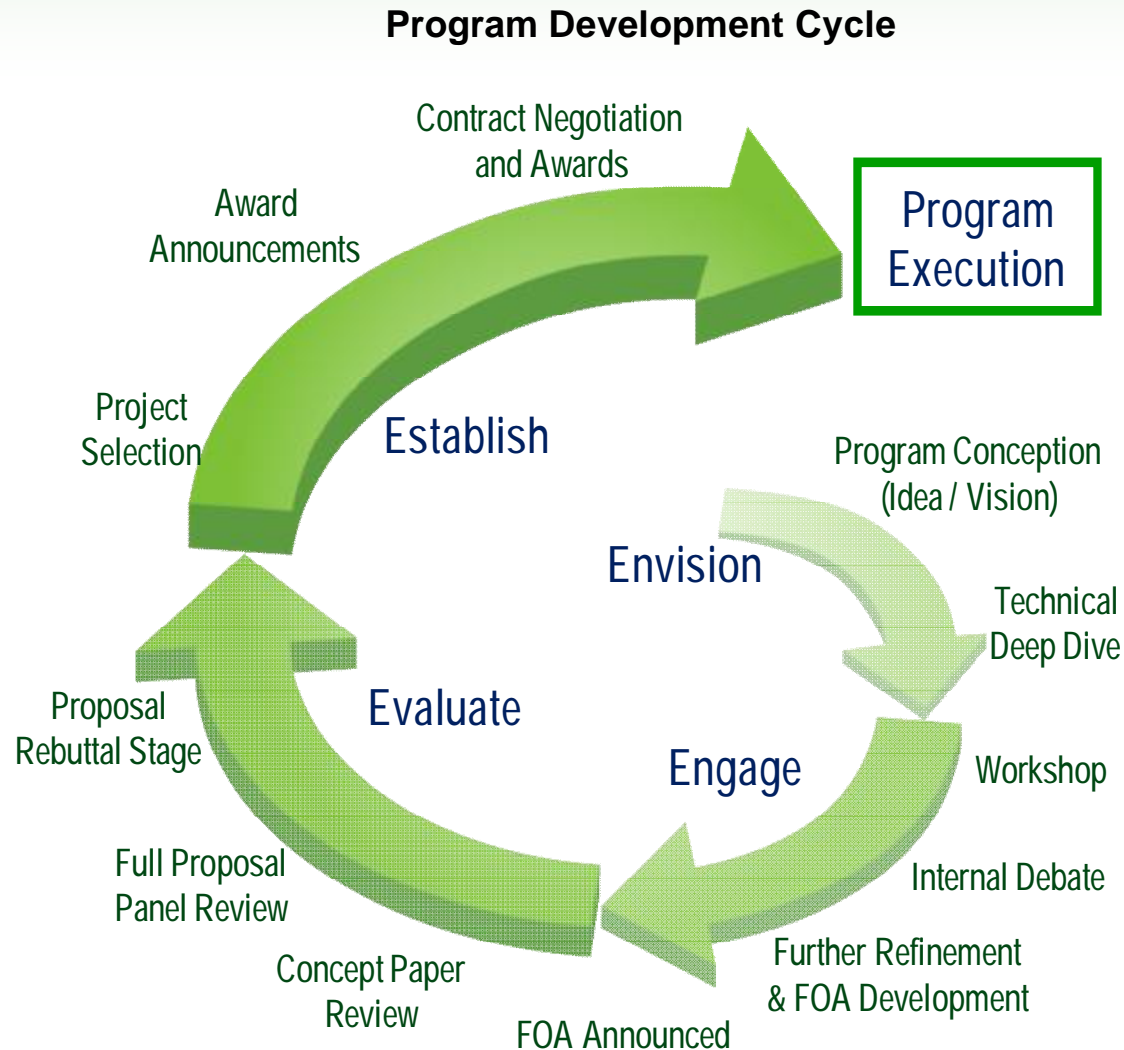 Program Development Cycle
Contract Negotiation
and Awards
Program
Execution
Award
Announcements
Project
Selection
Establish
Program Conception
(Idea / Vision)
Envision
Technical
Deep Dive
Evaluate
Proposal
Rebuttal Stage
Engage
Workshop
Full Proposal
Panel Review
Internal Debate
Concept Paper
Review
Further Refinement
& FOA Development
FOA Announced